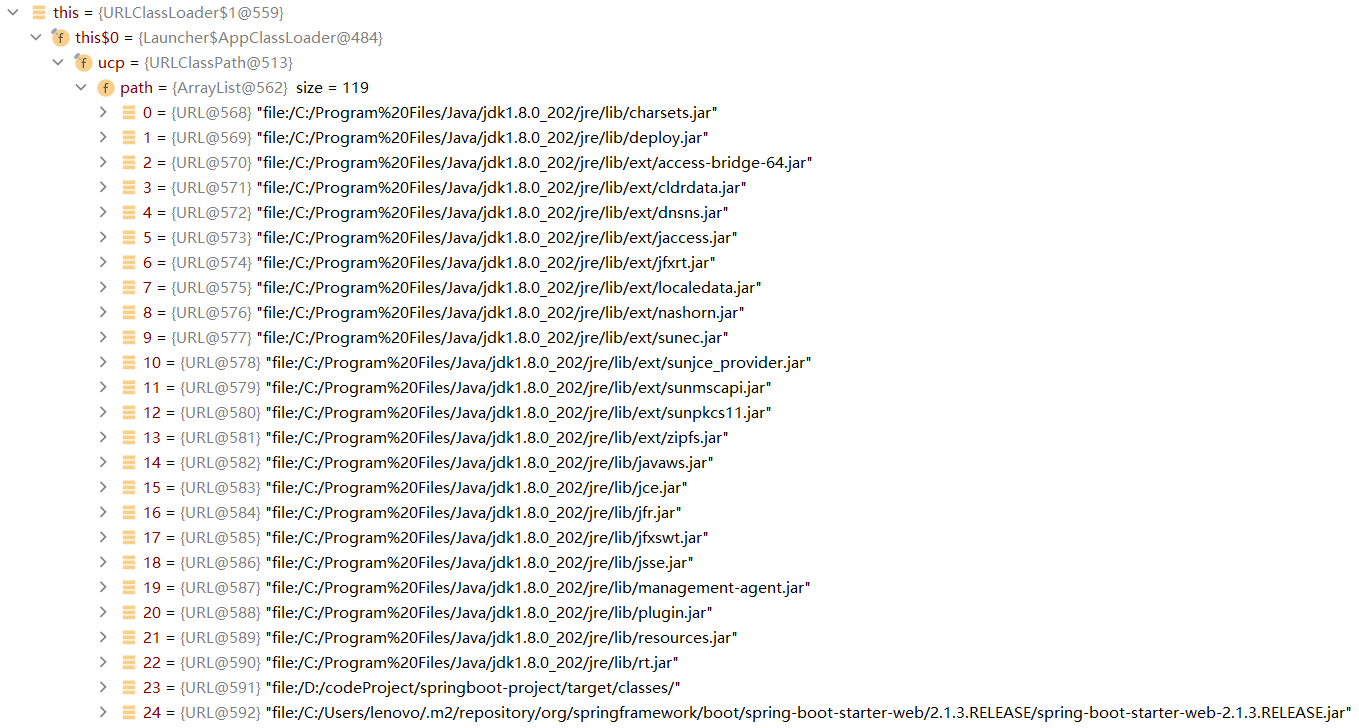 this = {URLClassLoader$1@559}
f this$0 = {Launcher$AppClassLoader@484}
f ucp = {URLClassPath@513}
f path = {ArrayList@562} size = 119
0 = {URL@568} "file:/C:/Program%20Files/Java/jdk1.8.0_202/jre/lib/charsets.jar"
1 = {URL@569} "file:/C:/Program%20Files/Java/jdk1.8.0_202/jre/lib/deploy.jar"
2 = {URL@570} "file:/C:/Program%20Files/Java/jdk1.8.0_202/jre/lib/ext/access-bridge-64.jar"
3 = {URL@571} "file:/C:/Program%20Files/Java/jdk1.8.0_202/jre/lib/ext/cldrdata.jar"
4 = {URL@572} "file:/C:/Program%20Files/Java/jdk1.8.0_202/jre/lib/ext/dnsns.jar"
5 = {URL@573} "file:/C:/Program%20Files/Java/jdk1.8.0_202/jre/lib/ext/jaccess.jar"
6 = {URL@574} "file:/C:/Program%20Files/Java/jdk1.8.0_202/jre/lib/ext/jfxrt.jar"
7 = {URL@575} "file:/C:/Program%20Files/Java/jdk1.8.0_202/jre/lib/ext/localedata.jar"
8 = {URL@576} "file:/C:/Program%20Files/Java/jdk1.8.0_202/jre/lib/ext/nashorn.jar"
9 = {URL@577} "file:/C:/Program%20Files/Java/jdk1.8.0_202/jre/lib/ext/sunec.jar"
10 = {URL@578} "file:/C:/Program%20Files/Java/jdk1.8.0_202/jre/lib/ext/sunjce_provider.jar"
11 = {URL@579} "file:/C:/Program%20Files/Java/jdk1.8.0_202/jre/lib/ext/sunmscapi.jar"
12 = {URL@580} "file:/C:/Program%20Files/Java/jdk1.8.0_202/jre/lib/ext/sunpkcs11.jar"
13 = {URL@581} "file:/C:/Program%20Files/Java/jdk1.8.0_202/jre/lib/ext/zipfs.jar"
14 = {URL@582} "file:/C:/Program%20Files/Java/jdk1.8.0_202/jre/lib/javaws.jar"
15 = {URL@583} "file:/C:/Program%20Files/Java/jdk1.8.0_202/jre/lib/jce.jar"
16 = {URL@584} "file:/C:/Program%20Files/Java/jdk1.8.0_202/jre/lib/jfr.jar"
17 = {URL@585} "file:/C:/Program%20Files/Java/jdk1.8.0_202/jre/lib/jfxswt.jar"
18 = {URL@586} "file:/C:/Program%20Files/Java/jdk1.8.0_202/jre/lib/jsse.jar"
19 = {URL@587} "file:/C:/Program%20Files/Java/jdk1.8.0_202/jre/lib/management-agent.jar"
20 = {URL@588} "file:/C:/Program%20Files/Java/jdk1.8.0_202/jre/lib/plugin.jar"
21 = {URL@589} "file:/C:/Program%20Files/Java/jdk1.8.0_202/jre/lib/resources.jar"
22 = {URL@590} "file:/C:/Program%20Files/Java/jdk1.8.0_202/jre/lib/rt.jar"
23 = {URL@591} "file:/D:/codeProject/springboot-project/target/classes/"
24 = {URL@592} "file:/C:/Users/lenovo/.m2/repository/org/springframework/boot/spring-boot-starter-web/2.1.3.RELEASE/spring-boot-starter-web-2.1.3.RELEASE.jar"